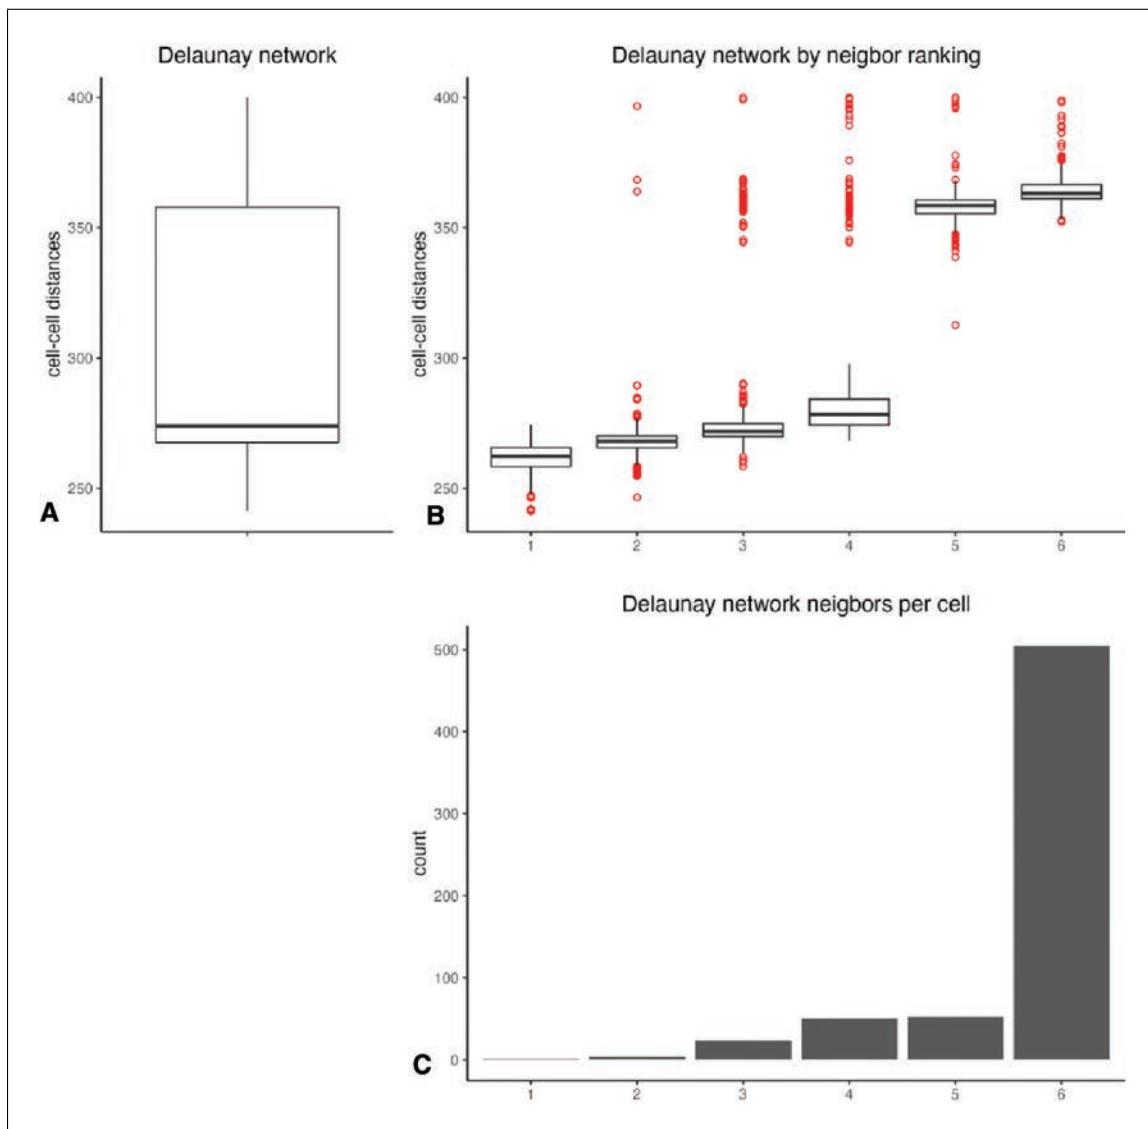 Delaunay network
400
350
300
250
cell-cell distances
A
Delaunay network by neigbor ranking
400
350
300
250
cell-cell distances
B
1 2 3 4 5 6
Delaunay network neigbors per cell
500
400
300
200
100
0
count
C
1 2 3 4 5 6